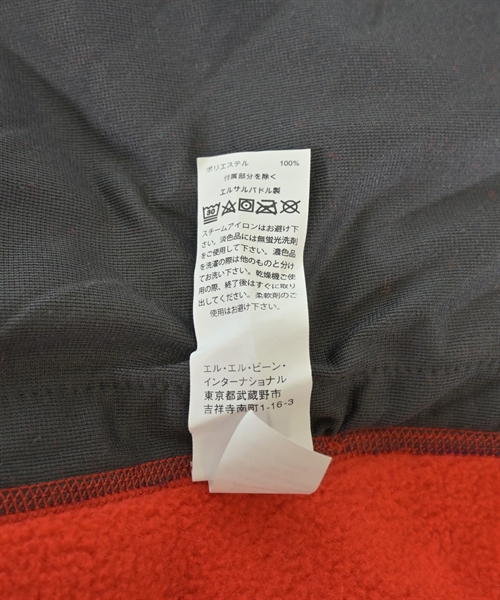 ポリエステル 100%
付属部分を除く
エルサルバドル製
30
スチームアイロンはお避け下
さい。淡色品には無蛍光洗剤
をご使用して下さい。濃色品
を洗濯の際は他のものと分け
てお洗い下さい。乾燥機ご使
用の際、終了後はすぐに取り
出してください。柔軟剤のご
使用はお避け下さい。
エル・エル・ビーン・
インターナショナル
東京都武蔵野市
吉祥寺南町1-16-3